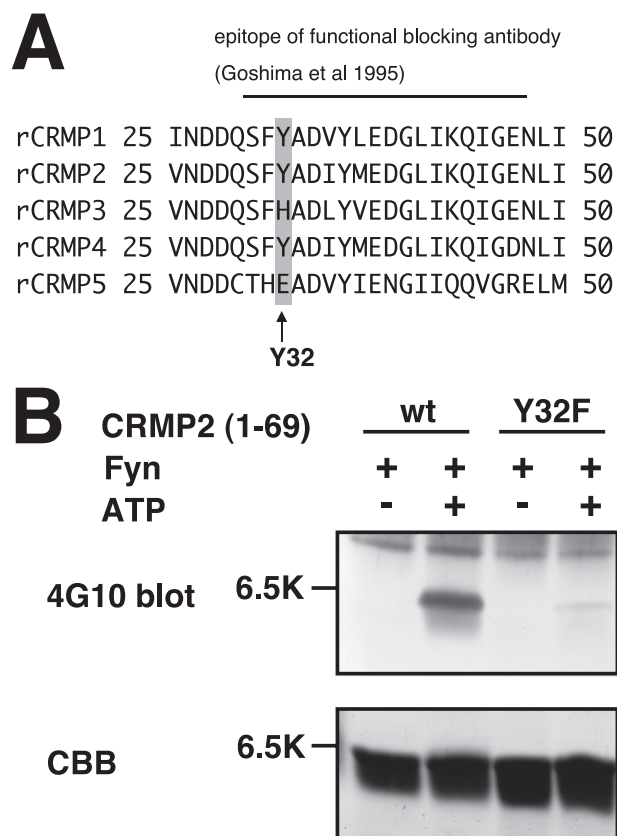 A
epitope of functional blocking antibody
(Goshima et al 1995)
rCRMP1 25 INDDQSFYADVYLEDGLIKQIGENLI 50
rCRMP2 25 VNDDQSFYADIYMEDGLIKQIGENLI 50
rCRMP3 25 VNDDQSFHADLYVEDGLIKQIGENLI 50
rCRMP4 25 VNDDQSFYADIYMEDGLIKQIGDNLI 50
rCRMP5 25 VNDDCTHEADVYIENGIIQQVGRELM 50
Y32
B
CRMP2 (1-69) wt Y32F
Fyn + + + +
ATP - + - +
4G10 blot 6.5K
CBB 6.5K